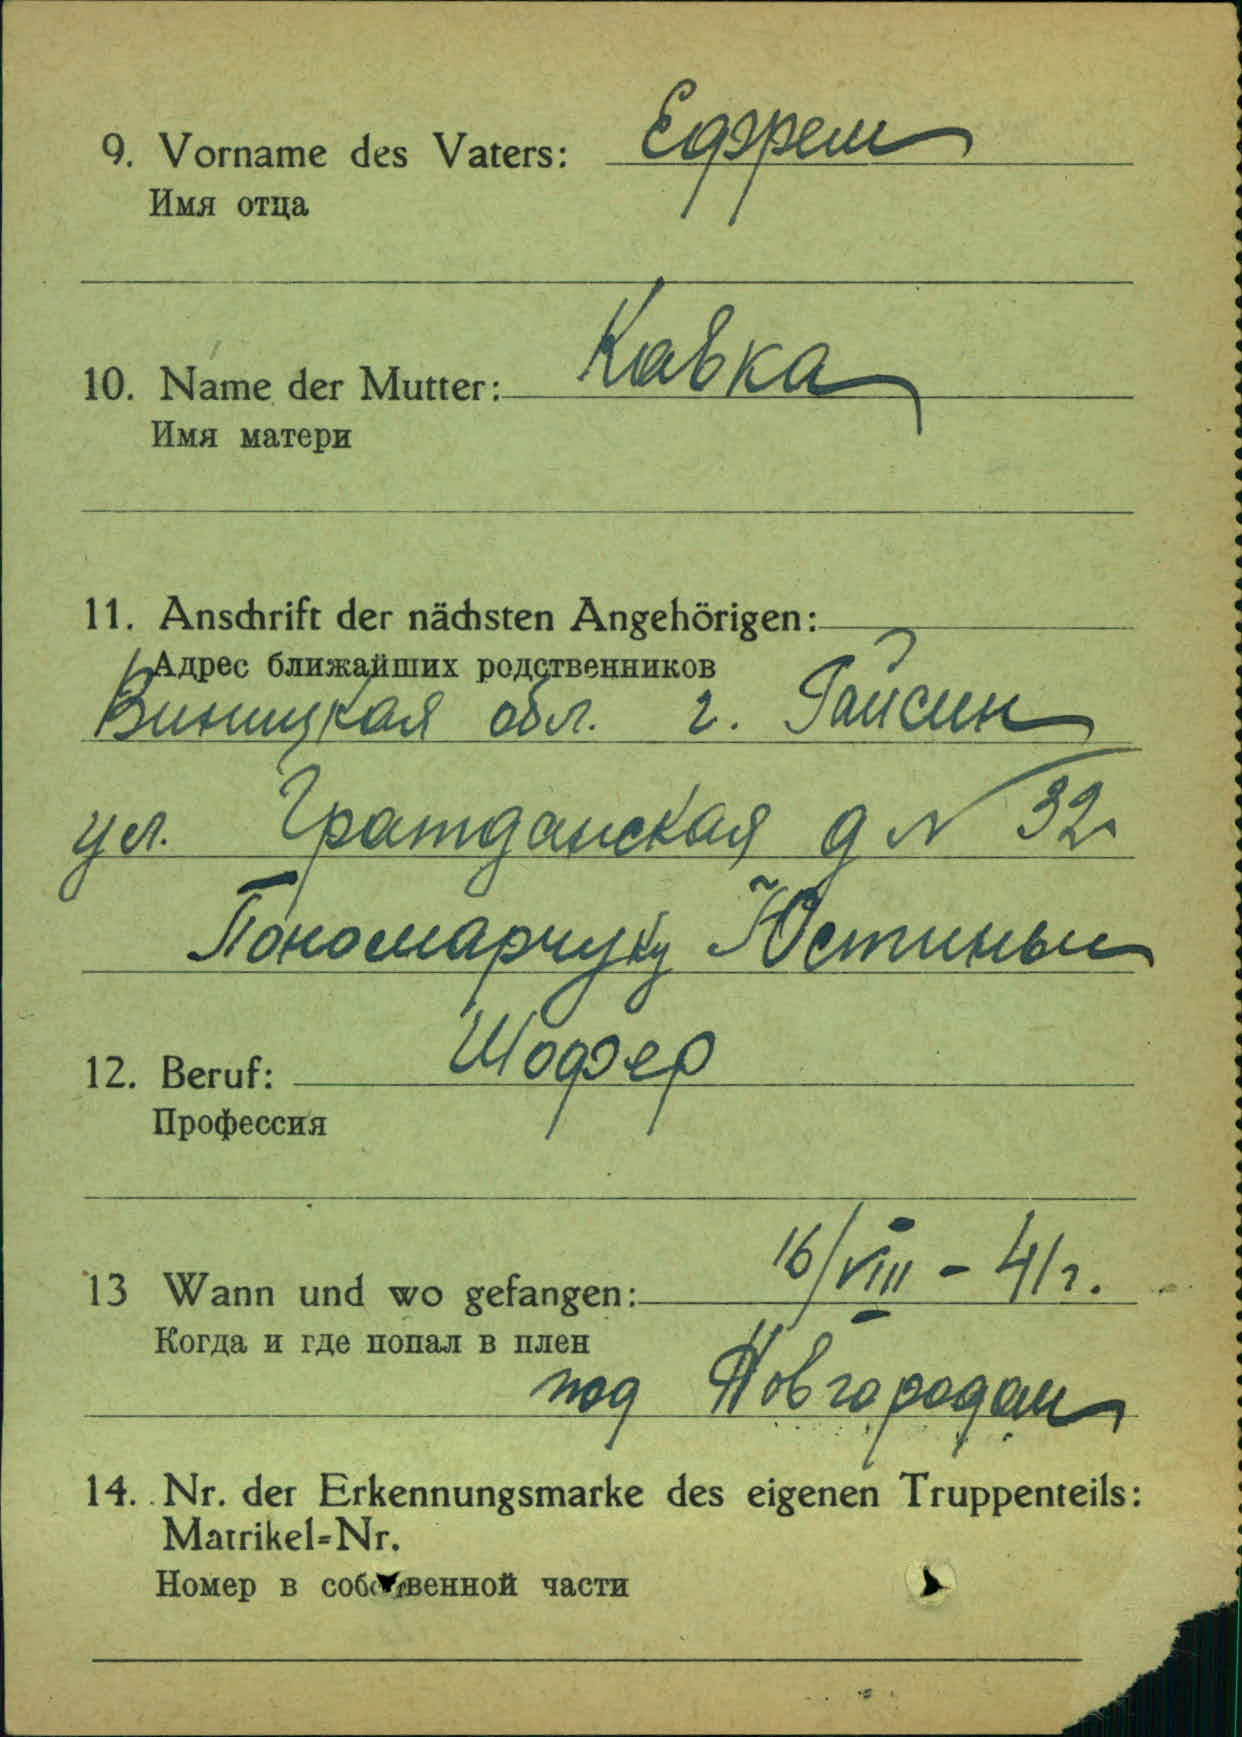 9. Vorname des Vaters: Ефрем
Имя отца
10. Name der Mutter: Кавка
Имя матери
11. Anschrift der nächsten Angehörigen:
Адрес ближайших родственников
Виницкая обл. г. Гайсин
ул. Гражданская д № 32
Пономарчуку Юстиньи
12. Beruf: Шофер
Профессия
13 Wann und wo gefangen: 16/VIII - 41 г.
Когда и где попал в плен
под Новгородам
14. Nr. der Erkennungsmarke des eigenen Truppenteils:
Matrikel=Nr.
Номер в собственной части